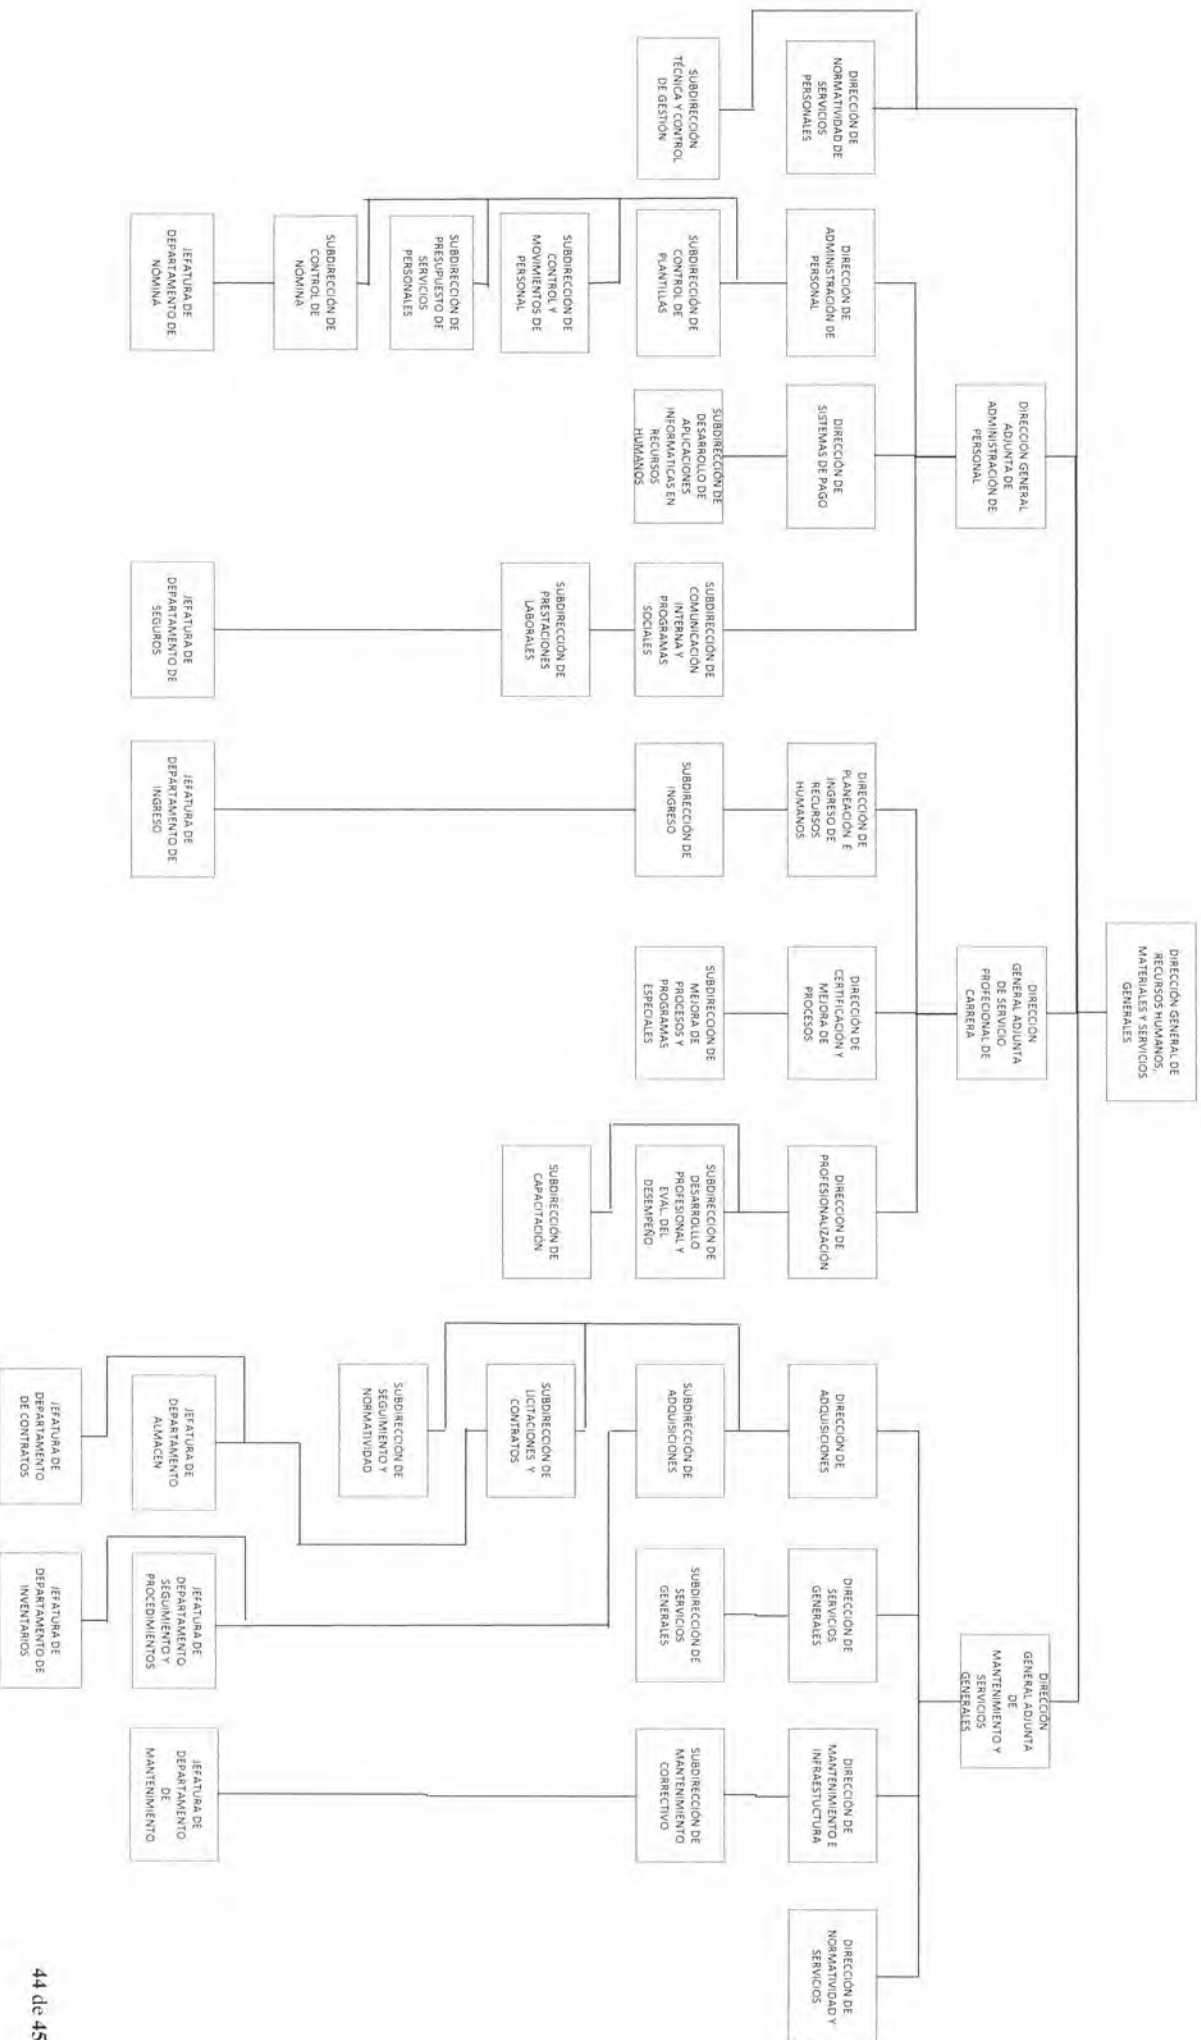 DIRECCIÓN GENERAL DE
RECURSOS HUMANOS,
MATERIALES Y SERVICIOS
GENERALES
DIRECCIÓN GENERAL
ADJUNTA DE
ADMINISTRACIÓN DE
PERSONAL
DIRECCIÓN
GENERAL ADJUNTA
DE SERVICIO
PROFECIONAL DE
CARRERA
DIRECCIÓN
GENERAL ADJUNTA
DE
MANTENIMIENTO Y
SERVICIOS
GENERALES
DIRECCIÓN DE
NORMATIVIDAD DE
SERVICIOS
PERSONALES
DIRECCIÓN DE
ADMINISTRACIÓN DE
PERSONAL
DIRECCIÓN DE
SISTEMAS DE PAGO
DIRECCIÓN DE
PLANEACIÓN E
INGRESO DE
RECURSOS
HUMANOS
DIRECCIÓN DE
CERTIFICACIÓN Y
MEJORA DE
PROCESOS
DIRECCIÓN DE
PROFESIONALIZACIÓN
DIRECCIÓN DE
ADQUISICIONES
DIRECCIÓN DE
SERVICIOS
GENERALES
DIRECCIÓN DE
MANTENIMIENTO E
INFRAESTUCTURA
DIRECCIÓN DE
NORMATIVIDAD Y
SERVICIOS
SUBDIRECCIÓN
TÉCNICA Y CONTROL
DE GESTIÓN
SUBDIRECCIÓN DE
CONTROL DE
PLANTILLAS
SUBDIRECCIÓN DE
DESARROLLO DE
APLICACIONES
INFORMATICAS EN
RECURSOS
HUMANOS
SUBDIRECCIÓN DE
COMUNICACIÓN
INTERNA Y
PROGRAMAS
SOCIALES
SUBDIRECCIÓN DE
INGRESO
SUBDIRECCIÓN DE
MEJORA DE
PROCESOS Y
PROGRAMAS
ESPECIALES
SUBDIRECCIÓN DE
DESARROLLLO
PROFESIONAL Y
EVAL. DEL
DESEMPEÑO
SUBDIRECCIÓN DE
ADQUISICIONES
SUBDIRECCIÓN DE
SERVICIOS
GENERALES
SUBDIRECCIÓN DE
MANTENIMIENTO
CORRECTIVO
SUBDIRECCIÓN DE
CONTROL Y
MOVIMIENTOS DE
PERSONAL
SUBDIRECCIÓN DE
PRESTACIONES
LABORALES
SUBDIRECCIÓN DE
CAPACITACIÓN
SUBDIRECCIÓN DE
LICITACIONES Y
CONTRATOS
SUBDIRECCIÓN DE
PRESUPUESTO DE
SERVICIOS
PERSONALES
SUBDIRECCIÓN DE
SEGUIMIENTO Y
NORMATIVIDAD
SUBDIRECCIÓN DE
CONTROL DE
NÓMINA
JEFATURA DE
DEPARTAMENTO DE
NÓMINA
JEFATURA DE
DEPARTAMENTO DE
SEGUROS
JEFATURA DE
DEPARTAMENTO DE
INGRESO
JEFATURA DE
DEPARTAMENTO
ALMACEN
JEFATURA DE
DEPARTAMENTO
SEGUIMIENTO Y
PROCEDIMIENTOS
JEFATURA DE
DEPARTAMENTO
DE
MANTENIMIENTO
JEFATURA DE
DEPARTAMENTO
DE CONTRATOS
JEFATURA DE
DEPARTAMENTO DE
INVENTARIOS
44 de 45